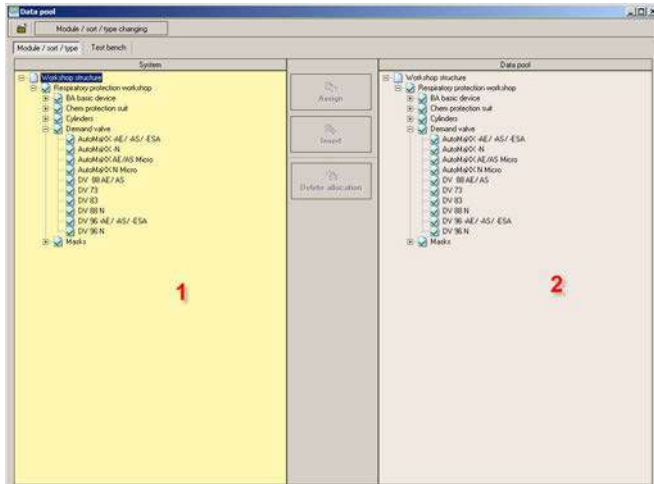 Data pool
Module / sort / type changing
Module / sort / type
Test bench
System
Workshop structure
Respiratory protection workshop
BA basic device
Chem protection suit
Cylinders
Demand valve
AutoMaXX -AE / -AS / -ESA
AutoMaXX -N
AutoMaXX AE/AS Micro
AutoMaXX N Micro
DV 88 AE / AS
DV 73
DV 83
DV 88 N
DV 96 -AE / -AS / -ESA
DV 96 N
Masks
1
Assign
Insert
Delete allocation
Data pool
Workshop structure
Respiratory protection workshop
BA basic device
Chem protection suit
Cylinders
Demand valve
AutoMaXX -AE / -AS / -ESA
AutoMaXX -N
AutoMaXX AE/AS Micro
AutoMaXX N Micro
DV 88 AE / AS
DV 73
DV 83
DV 88 N
DV 96 -AE / -AS / -ESA
DV 96 N
Masks
2